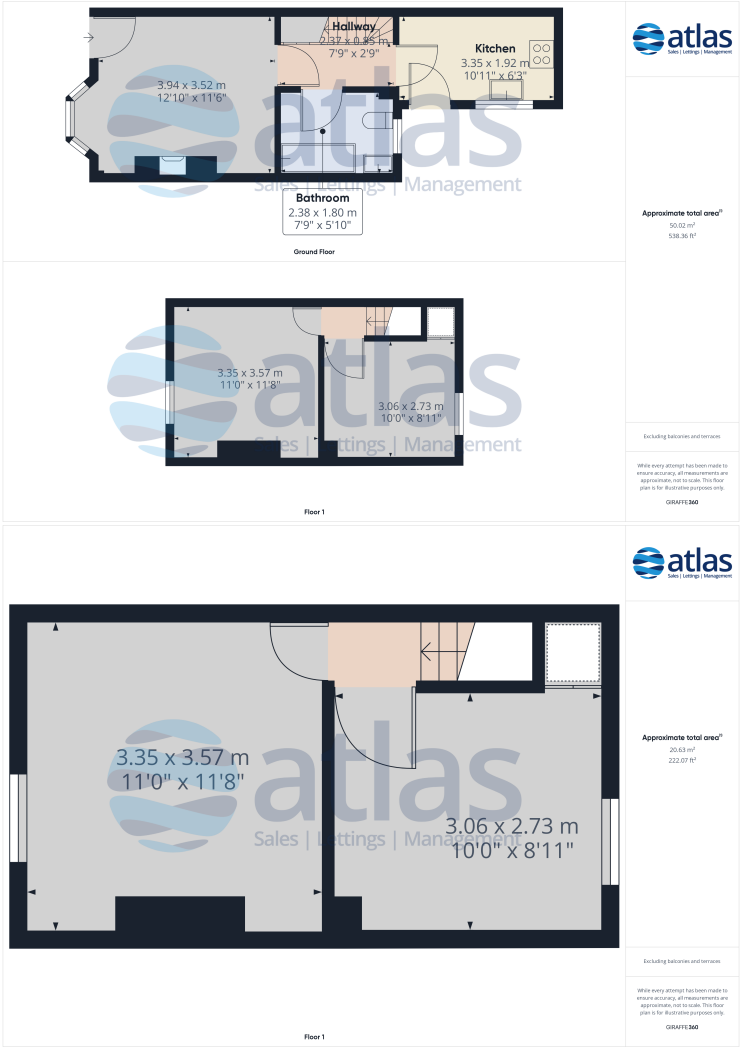 Hallway
2.37 x 0.85 m
7'9" x 2'9"
Kitchen
3.35 x 1.92 m
10'11" x 6'3"
3.94 x 3.52 m
12'10" x 11'6"
atlas
Sales | Lettings | Management
Bathroom
2.38 x 1.80 m
7'9" x 5'10"
Ground Floor
3.35 x 3.57 m
11'0" x 11'8"
3.06 x 2.73 m
10'0" x 8'11"
atlas
Sales | Lettings | Management
Floor 1
atlas
Sales | Lettings | Management
Approximate total area⁽¹⁾
50.02 m²
538.36 ft²
Excluding balconies and terraces
While every attempt has been made to
ensure accuracy, all measurements are
approximate, not to scale. This floor
plan is for illustrative purposes only.
GIRAFFE360
3.35 x 3.57 m
11'0" x 11'8"
3.06 x 2.73 m
10'0" x 8'11"
atlas
Sales | Lettings | Management
Floor 1
atlas
Sales | Lettings | Management
Approximate total area⁽¹⁾
20.63 m²
222.07 ft²
Excluding balconies and terraces
While every attempt has been made to
ensure accuracy, all measurements are
approximate, not to scale. This floor
plan is for illustrative purposes only.
GIRAFFE360